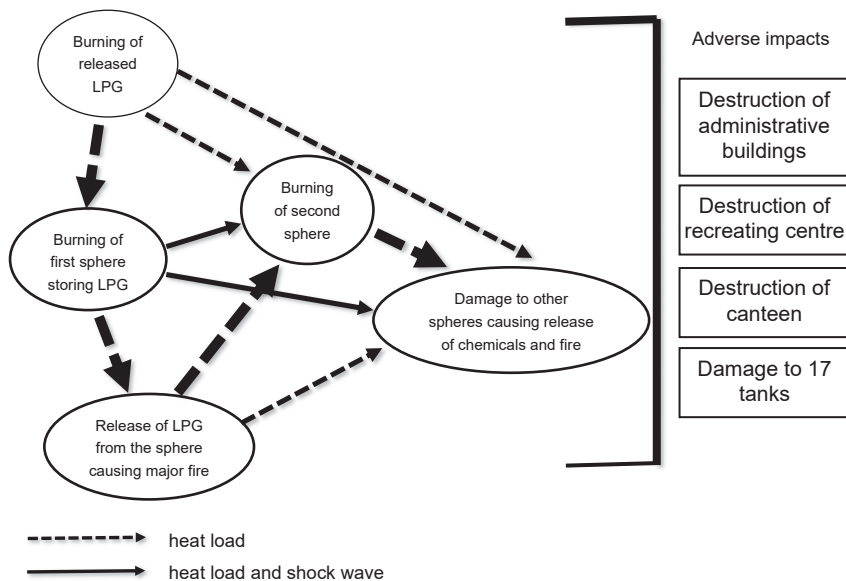 Burning of
released
LPG
Burning
of second
sphere
Burning of
first sphere
storing LPG
Damage to other
spheres causing release
of chemicals and fire
Release of LPG
from the sphere
causing major fire
heat load
heat load and shock wave
Adverse impacts
Destruction of
administrative
buildings
Destruction of
recreating centre
Destruction of
canteen
Damage to 17
tanks